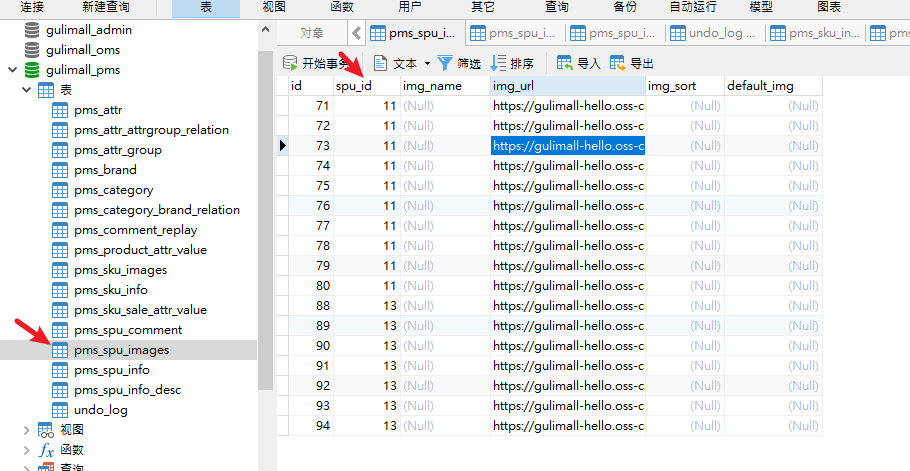 连接 新建查询 表 视图 函数 用户 其它 查询 备份 自动运行 模型 图表
gulimall_admin
gulimall_oms
gulimall_pms
表
pms_attr
pms_attr_attrgroup_relation
pms_attr_group
pms_brand
pms_category
pms_category_brand_relation
pms_comment_replay
pms_product_attr_value
pms_sku_images
pms_sku_info
pms_sku_sale_attr_value
pms_spu_comment
pms_spu_images
pms_spu_info
pms_spu_info_desc
undo_log
视图
fx 函数
查询
对象 pms_spu_i... pms_spu_i... pms_spu_i... undo_log ... pms_sku_in... pms
开始事务 文本 筛选 排序 导入 导出
id spu_id img_name img_url img_sort default_img
71 11 (Null) https://gulimall-hello.oss-c (Null) (Null)
72 11 (Null) https://gulimall-hello.oss-c (Null) (Null)
73 11 (Null) https://gulimall-hello.oss-c (Null) (Null)
74 11 (Null) https://gulimall-hello.oss-c (Null) (Null)
75 11 (Null) https://gulimall-hello.oss-c (Null) (Null)
76 11 (Null) https://gulimall-hello.oss-c (Null) (Null)
77 11 (Null) https://gulimall-hello.oss-c (Null) (Null)
78 11 (Null) https://gulimall-hello.oss-c (Null) (Null)
79 11 (Null) https://gulimall-hello.oss-c (Null) (Null)
80 11 (Null) https://gulimall-hello.oss-c (Null) (Null)
88 13 (Null) https://gulimall-hello.oss-c (Null) (Null)
89 13 (Null) https://gulimall-hello.oss-c (Null) (Null)
90 13 (Null) https://gulimall-hello.oss-c (Null) (Null)
91 13 (Null) https://gulimall-hello.oss-c (Null) (Null)
92 13 (Null) https://gulimall-hello.oss-c (Null) (Null)
93 13 (Null) https://gulimall-hello.oss-c (Null) (Null)
94 13 (Null) https://gulimall-hello.oss-c (Null) (Null)